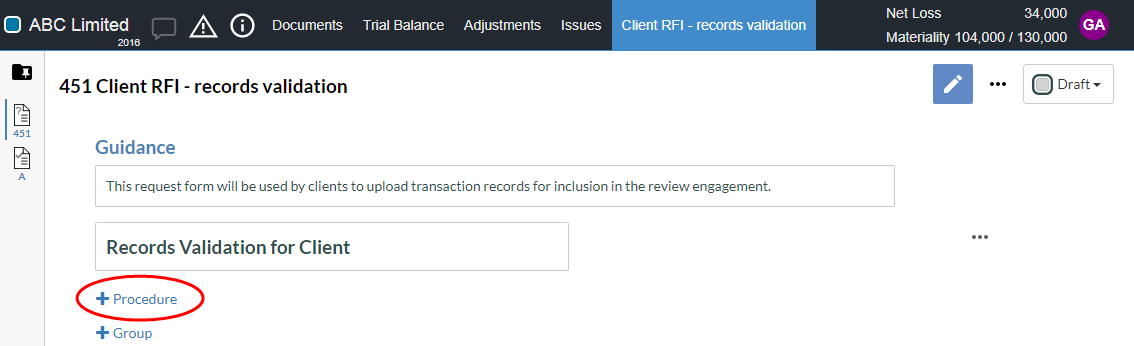 ABC Limited
2016
Documents
Trial Balance
Adjustments
Issues
Client RFI - records validation
Net Loss 34,000
Materiality 104,000 / 130,000
GA
451
A
451 Client RFI - records validation
Draft
Guidance
This request form will be used by clients to upload transaction records for inclusion in the review engagement.
Records Validation for Client
Procedure
Group